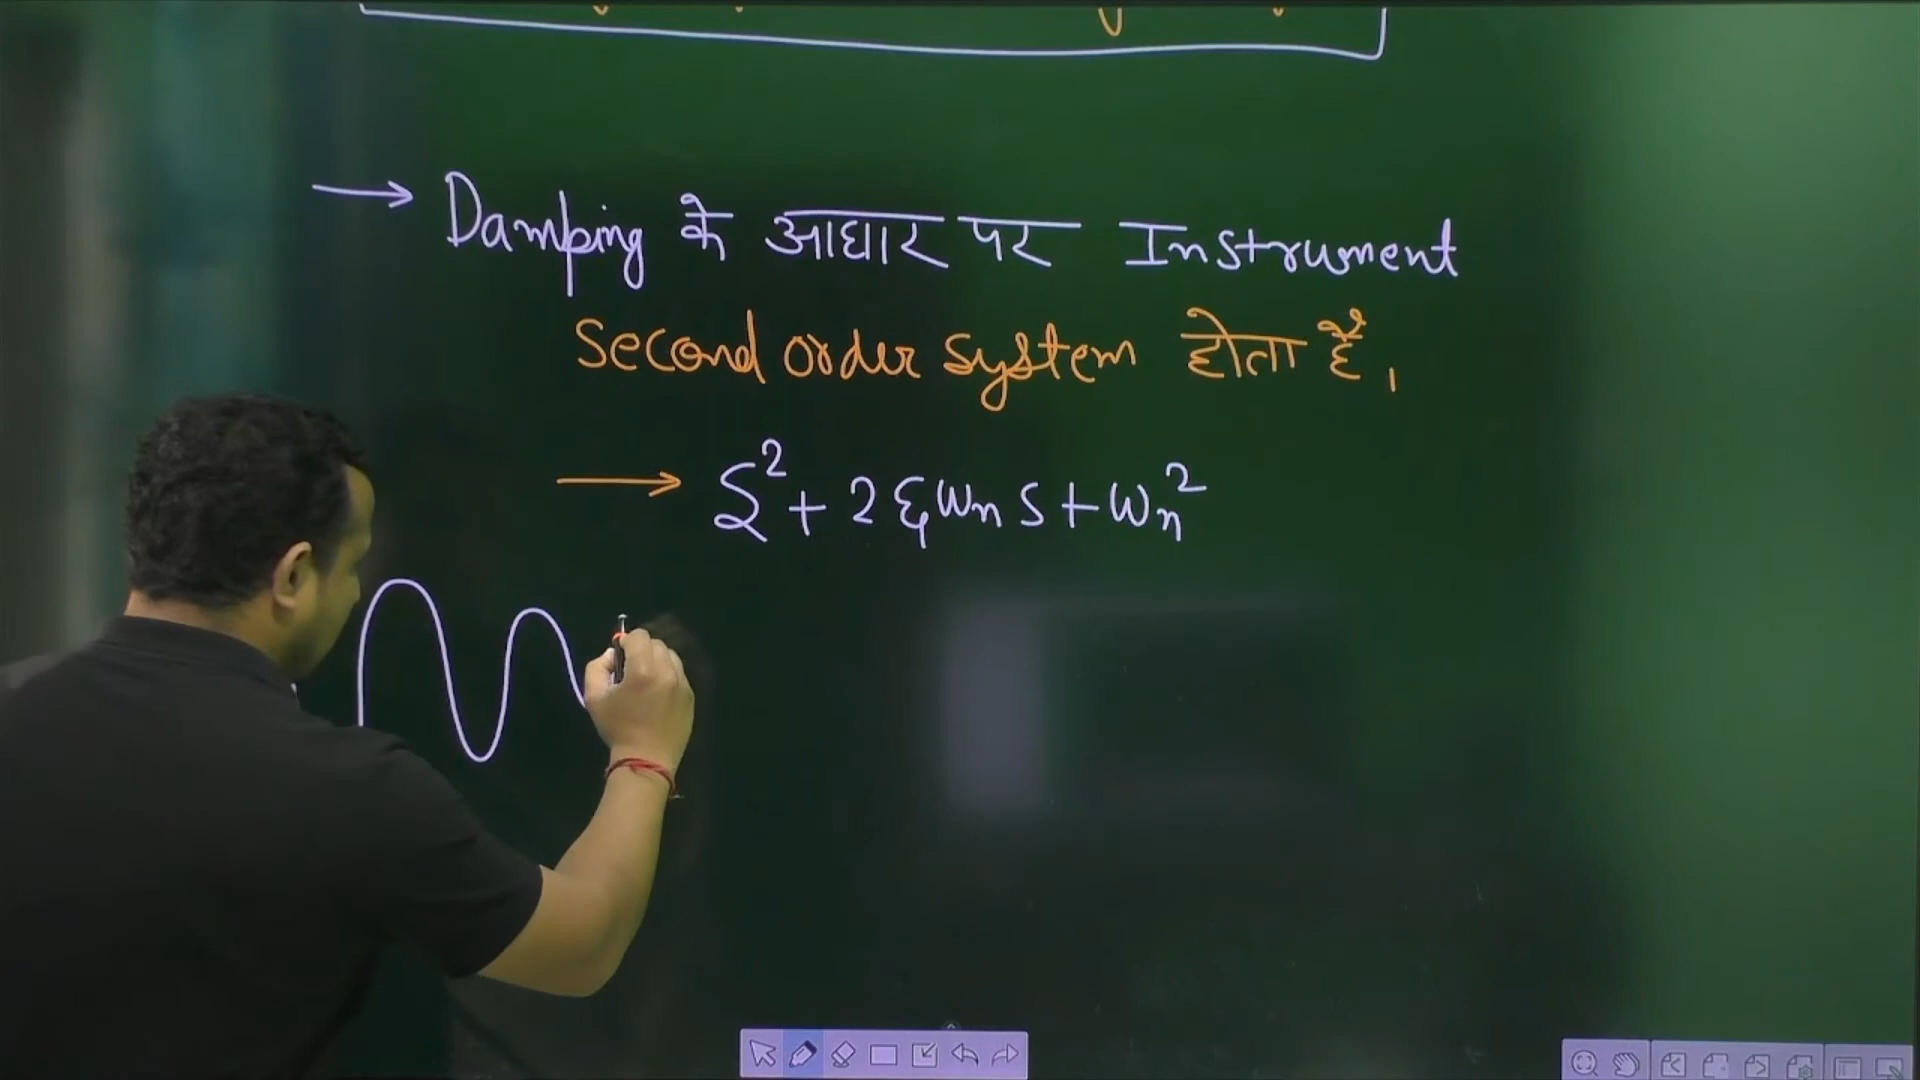 → Damping के आधार पर Instrument
Second order system होता है,
→ S² + 2ξωn s + ωn²